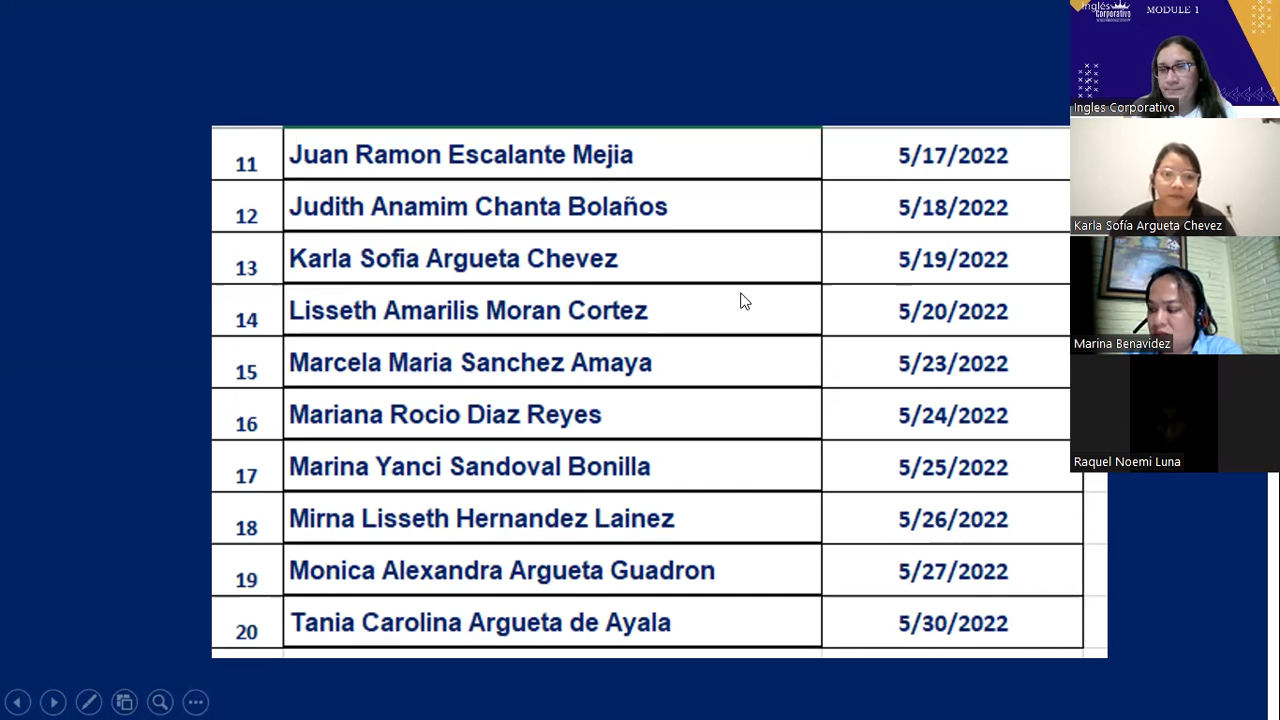 11 Juan Ramon Escalante Mejia 5/17/2022
12 Judith Anamim Chanta Bolaños 5/18/2022
13 Karla Sofia Argueta Chevez 5/19/2022
14 Lisseth Amarilis Moran Cortez 5/20/2022
15 Marcela Maria Sanchez Amaya 5/23/2022
16 Mariana Rocio Diaz Reyes 5/24/2022
17 Marina Yanci Sandoval Bonilla 5/25/2022
18 Mirna Lisseth Hernandez Lainez 5/26/2022
19 Monica Alexandra Argueta Guadron 5/27/2022
20 Tania Carolina Argueta de Ayala 5/30/2022
Inglés
corporativo
MODULE 1
Ingles Corporativo
Karla Sofía Argueta Chevez
Marina Benavidez
Raquel Noemi Luna